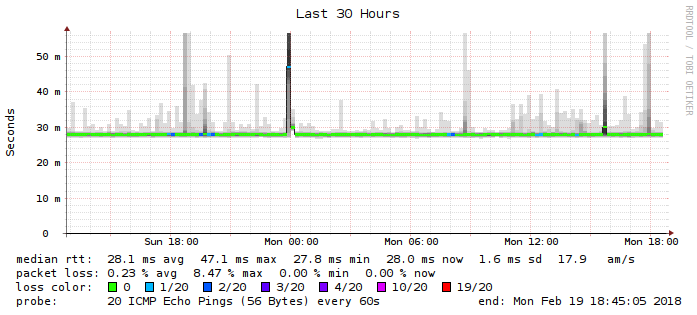 Last 30 Hours
RRDTOOL / TOBI OETIKER
Seconds
50 m
40 m
30 m
20 m
10 m
0
Sun 18:00 Mon 00:00 Mon 06:00 Mon 12:00 Mon 18:00
median rtt: 28.1 ms avg 47.1 ms max 27.8 ms min 28.0 ms now 1.6 ms sd 17.9 am/s
packet loss: 0.23 % avg 8.47 % max 0.00 % min 0.00 % now
loss color: 0 1/20 2/20 3/20 4/20 10/20 19/20
probe: 20 ICMP Echo Pings (56 Bytes) every 60s end: Mon Feb 19 18:45:05 2018